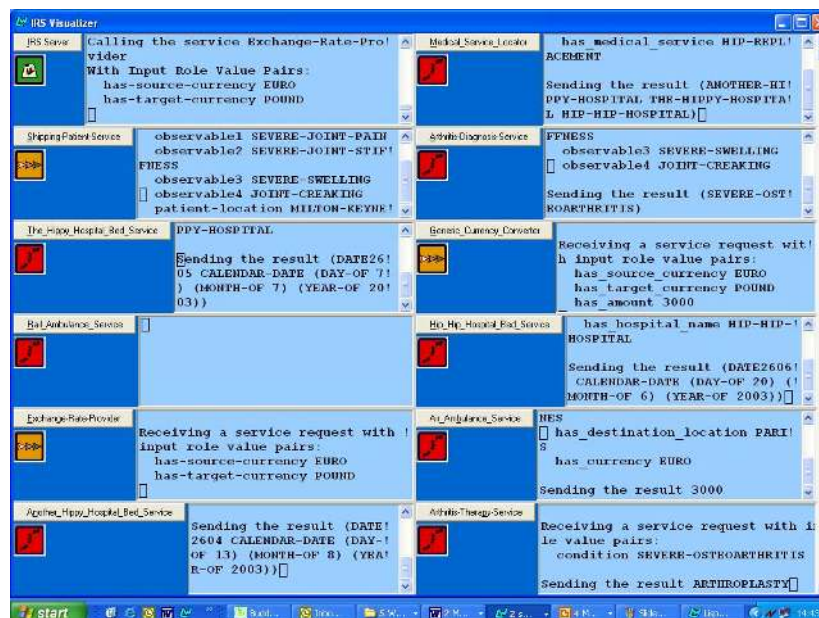 IRS Visualizer
IRS Server
Calling the service Exchange-Rate-Pro!
vider
With Input Role Value Pairs:
has-source-currency EURO
has-target-currency POUND
Medical_Service_Locator
has_medical_service HIP-REPL!
ACEMENT
Sending the result (ANOTHER-HI!
PPY-HOSPITAL THE-HIPPY-HOSPITA!
L HIP-HIP-HOSPITAL)
Shipping-Patient-Service
observable1 SEVERE-JOINT-PAIN
observable2 SEVERE-JOINT-STIF!
FNESS
observable3 SEVERE-SWELLING
observable4 JOINT-CREAKING
patient-location MILTON-KEYNE!
Arthritis-Diagnosis-Service
FFNESS
observable3 SEVERE-SWELLING
observable4 JOINT-CREAKING
Sending the result (SEVERE-OST!
EOARTHRITIS)
The_Hippy_Hospital_Bed_Service
PPY-HOSPITAL
Sending the result (DATE26!
05 CALENDAR-DATE (DAY-OF 7!
) (MONTH-OF 7) (YEAR-OF 20!
03))
Generic_Currency_Converter
Receiving a service request wit!
h input role value pairs:
has_source_currency EURO
has_target_currency POUND
has_amount 3000
Rail_Ambulance_Service
Hip_Hip_Hospital_Bed_Service
has_hospital_name HIP-HIP-!
HOSPITAL
Sending the result (DATE2606!
CALENDAR-DATE (DAY-OF 20) (!
MONTH-OF 6) (YEAR-OF 2003))
Exchange-Rate-Provider
Receiving a service request with !
input role value pairs:
has-source-currency EURO
has-target-currency POUND
Air_Ambulance_Service
NES
has_destination_location PARI!
S
has_currency EURO
Sending the result 3000
Another_Hippy_Hospital_Bed_Service
Sending the result (DATE!
2604 CALENDAR-DATE (DAY-!
OF 13) (MONTH-OF 8) (YEA!
R-OF 2003))
Arthritis-Therapy-Service
Receiving a service request with i
le value pairs:
condition SEVERE-OSTEOARTHRITIS
Sending the result ARTHROPLASTY
start
14:45